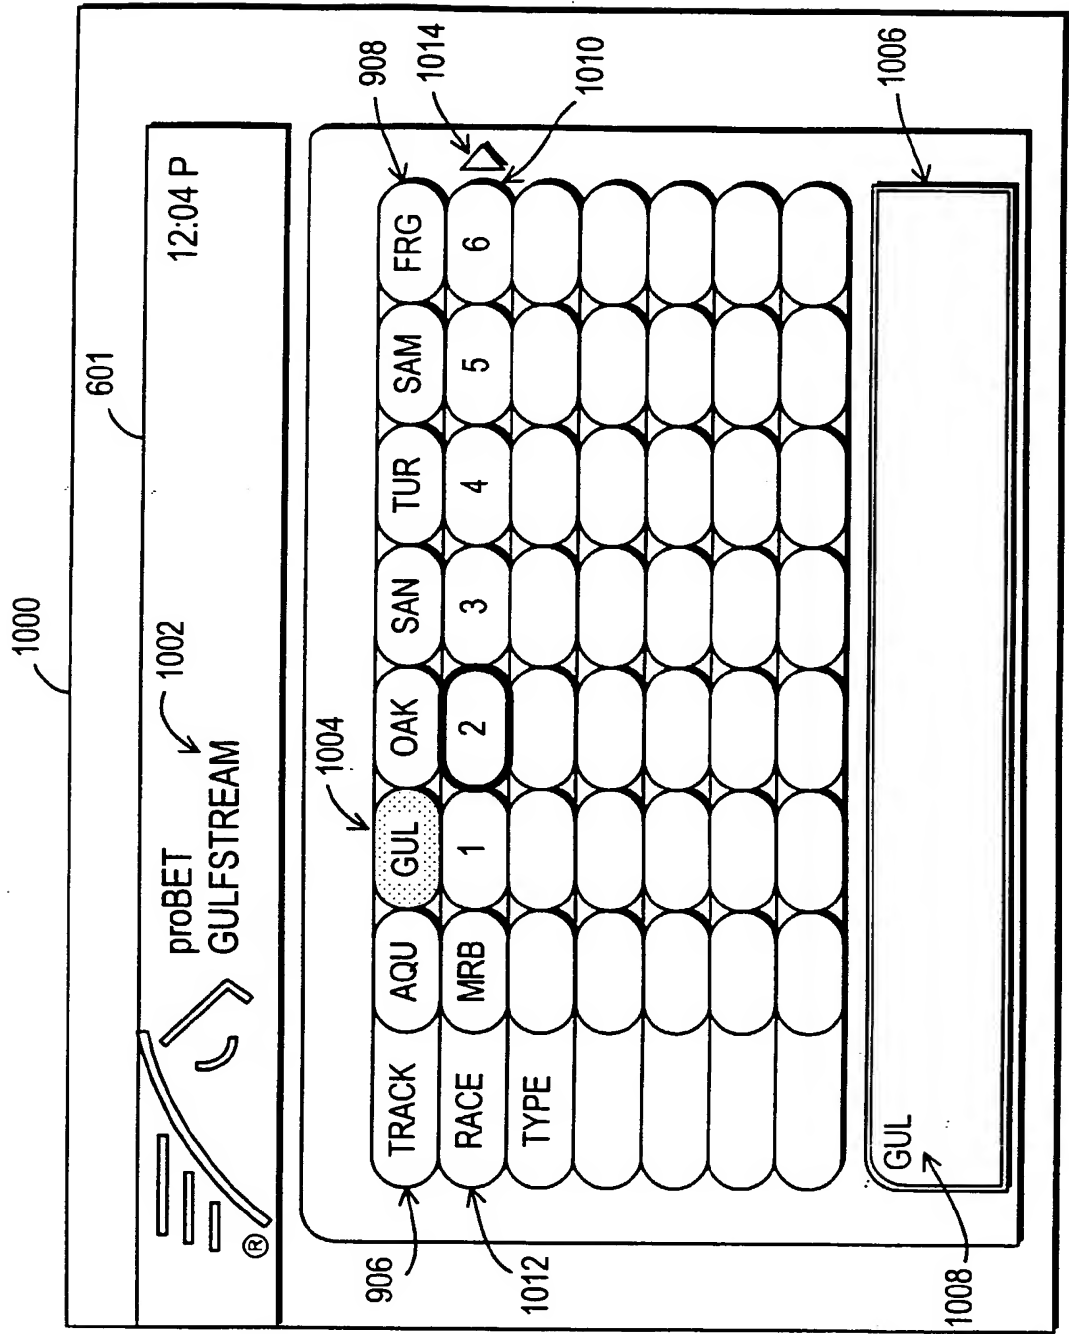 1000
601
1002
proBET
GULFSTREAM
12:04 P
®
1004
908
1014
1010
TRACK AQU GUL OAK SAN TUR SAM FRG
RACE MRB 1 2 3 4 5 6
TYPE
906
1012
GUL
1006
1008